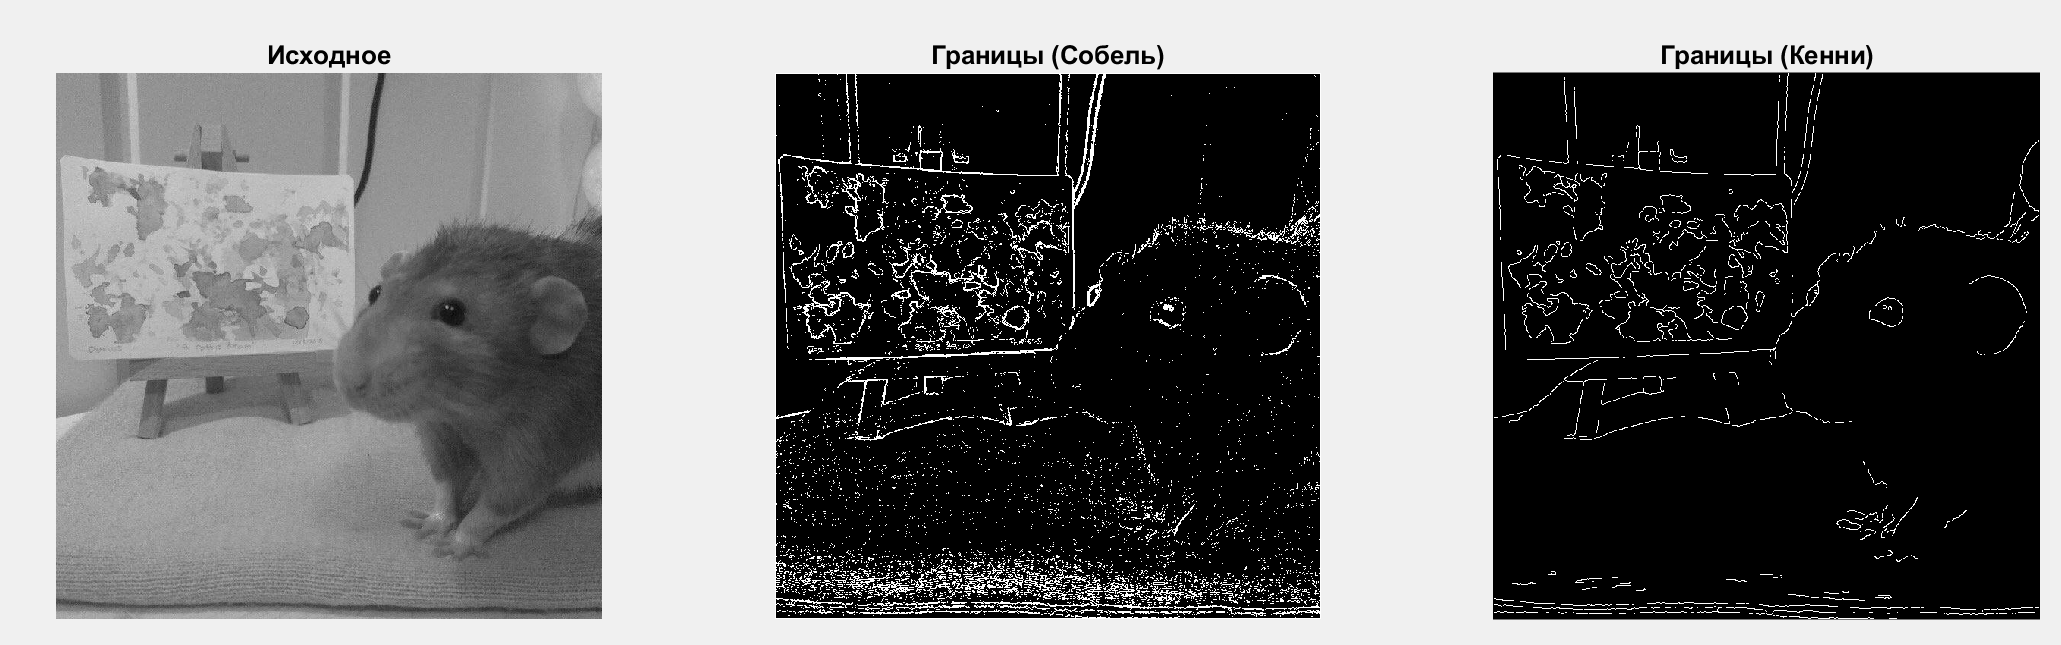 Исходное
Границы (Собель)
Границы (Кенни)